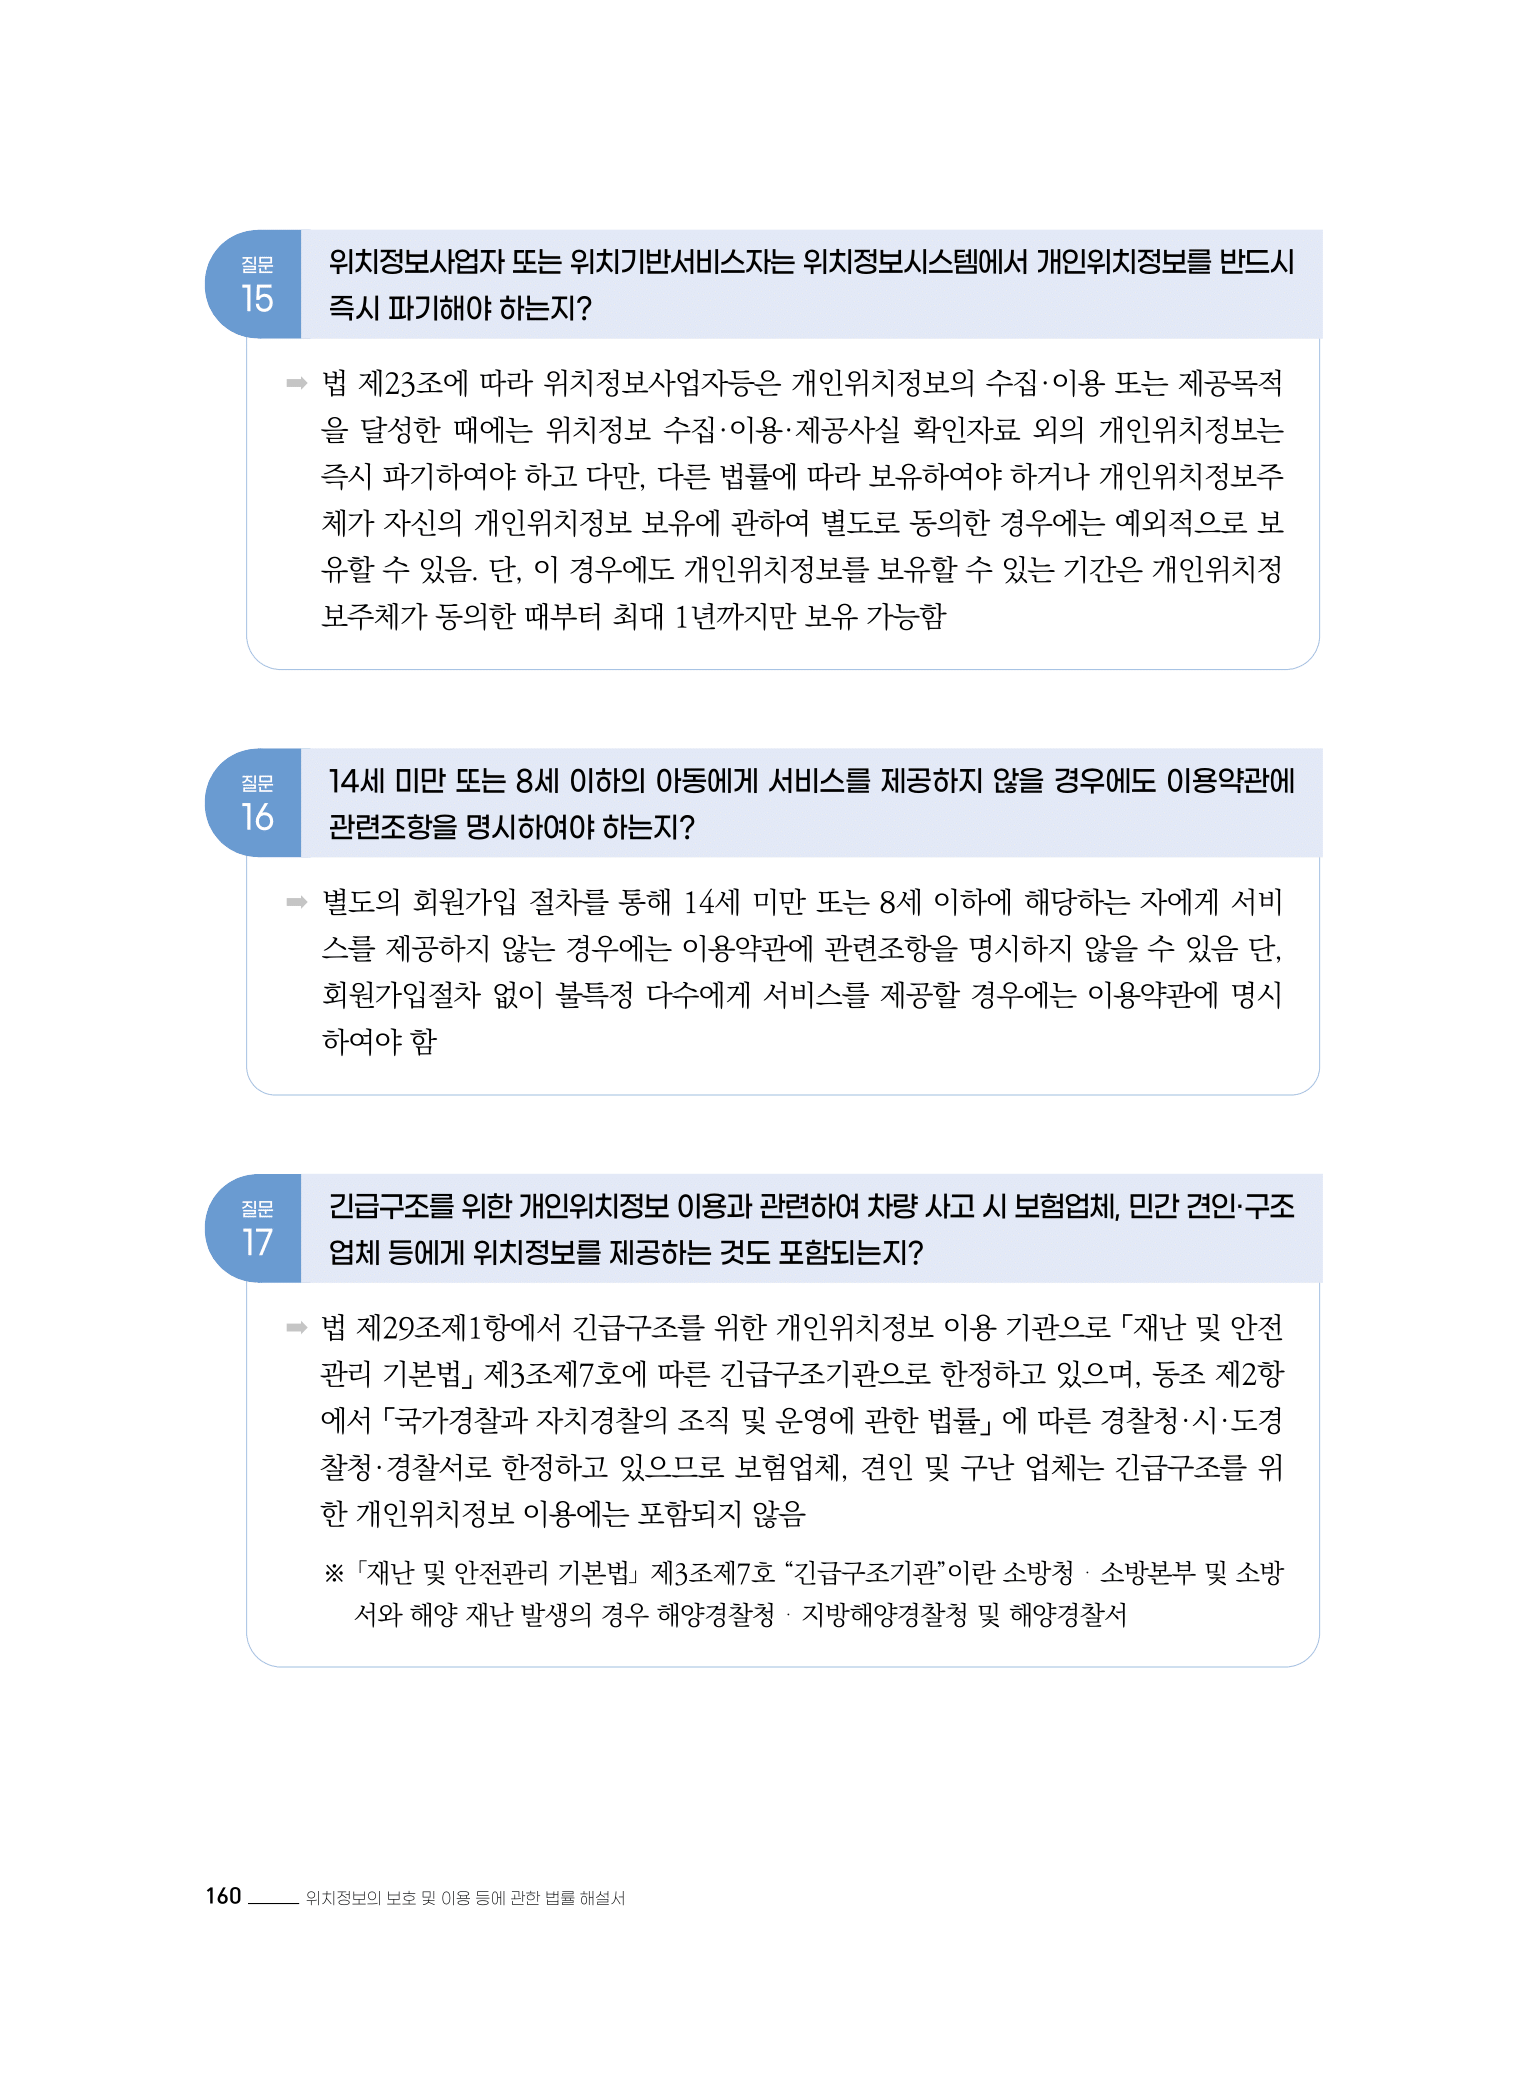 질문
15
위치정보사업자 또는 위치기반서비스자는 위치정보시스템에서 개인위치정보를 반드시
즉시 파기해야 하는지?
➡ 법 제23조에 따라 위치정보사업자등은 개인위치정보의 수집·이용 또는 제공목적
을 달성한 때에는 위치정보 수집·이용·제공사실 확인자료 외의 개인위치정보는
즉시 파기하여야 하고 다만, 다른 법률에 따라 보유하여야 하거나 개인위치정보주
체가 자신의 개인위치정보 보유에 관하여 별도로 동의한 경우에는 예외적으로 보
유할 수 있음. 단, 이 경우에도 개인위치정보를 보유할 수 있는 기간은 개인위치정
보주체가 동의한 때부터 최대 1년까지만 보유 가능함
질문
16
14세 미만 또는 8세 이하의 아동에게 서비스를 제공하지 않을 경우에도 이용약관에
관련조항을 명시하여야 하는지?
➡ 별도의 회원가입 절차를 통해 14세 미만 또는 8세 이하에 해당하는 자에게 서비
스를 제공하지 않는 경우에는 이용약관에 관련조항을 명시하지 않을 수 있음 단,
회원가입절차 없이 불특정 다수에게 서비스를 제공할 경우에는 이용약관에 명시
하여야 함
질문
17
긴급구조를 위한 개인위치정보 이용과 관련하여 차량 사고 시 보험업체, 민간 견인·구조
업체 등에게 위치정보를 제공하는 것도 포함되는지?
➡ 법 제29조제1항에서 긴급구조를 위한 개인위치정보 이용 기관으로 「재난 및 안전
관리 기본법」 제3조제7호에 따른 긴급구조기관으로 한정하고 있으며, 동조 제2항
에서 「국가경찰과 자치경찰의 조직 및 운영에 관한 법률」 에 따른 경찰청·시·도경
찰청·경찰서로 한정하고 있으므로 보험업체, 견인 및 구난 업체는 긴급구조를 위
한 개인위치정보 이용에는 포함되지 않음
※ 「재난 및 안전관리 기본법」 제3조제7호 “긴급구조기관”이란 소방청 · 소방본부 및 소방
서와 해양 재난 발생의 경우 해양경찰청 · 지방해양경찰청 및 해양경찰서
160 위치정보의 보호 및 이용 등에 관한 법률 해설서